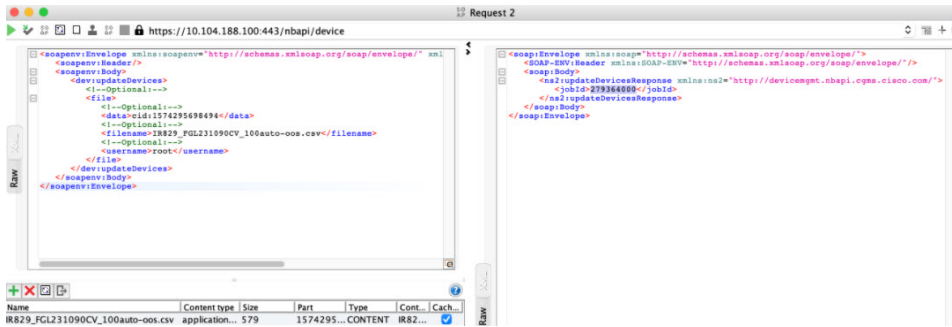 Request 2
https://10.104.188.100:443/nbapi/device
<soapenv:Envelope xmlns:soapenv="http://schemas.xmlsoap.org/soap/envelope/" xml
<soapenv:Header/>
<soapenv:Body>
<dev:updateDevices>
<!--Optional:-->
<file>
<!--Optional:-->
<data>cid:1574295698494</data>
<!--Optional:-->
<filename>IR829_FGL231090CV_100auto-oos.csv</filename>
<!--Optional:-->
<username>root</username>
</file>
</dev:updateDevices>
</soapenv:Body>
</soapenv:Envelope>
Raw
<soap:Envelope xmlns:soap="http://schemas.xmlsoap.org/soap/envelope/">
<SOAP-ENV:Header xmlns:SOAP-ENV="http://schemas.xmlsoap.org/soap/envelope/"/>
<soap:Body>
<ns2:updateDevicesResponse xmlns:ns2="http://devicemgmt.nbapi.cgms.cisco.com/">
<jobId>279364000</jobId>
</ns2:updateDevicesResponse>
</soap:Body>
</soap:Envelope>
Raw
Name Content type Size Part Type Cont... Cach...
IR829_FGL231090CV_100auto-oos.csv application... 579 1574295... CONTENT IR82...